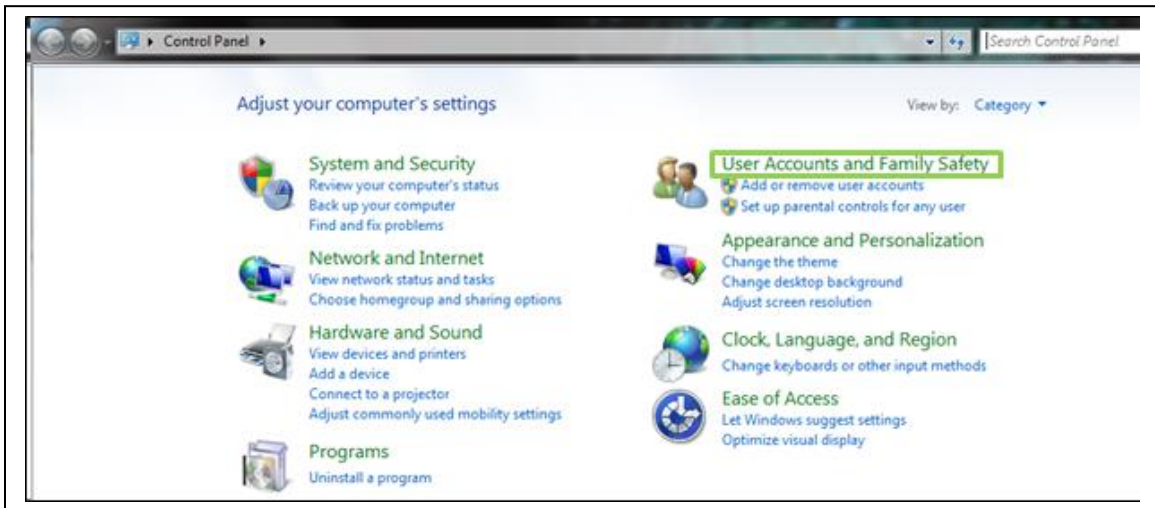 Control Panel
Search Control Panel
Adjust your computer's settings
View by: Category
System and Security
Review your computer's status
Back up your computer
Find and fix problems
Network and Internet
View network status and tasks
Choose homegroup and sharing options
Hardware and Sound
View devices and printers
Add a device
Connect to a projector
Adjust commonly used mobility settings
Programs
Uninstall a program
User Accounts and Family Safety
Add or remove user accounts
Set up parental controls for any user
Appearance and Personalization
Change the theme
Change desktop background
Adjust screen resolution
Clock, Language, and Region
Change keyboards or other input methods
Ease of Access
Let Windows suggest settings
Optimize visual display